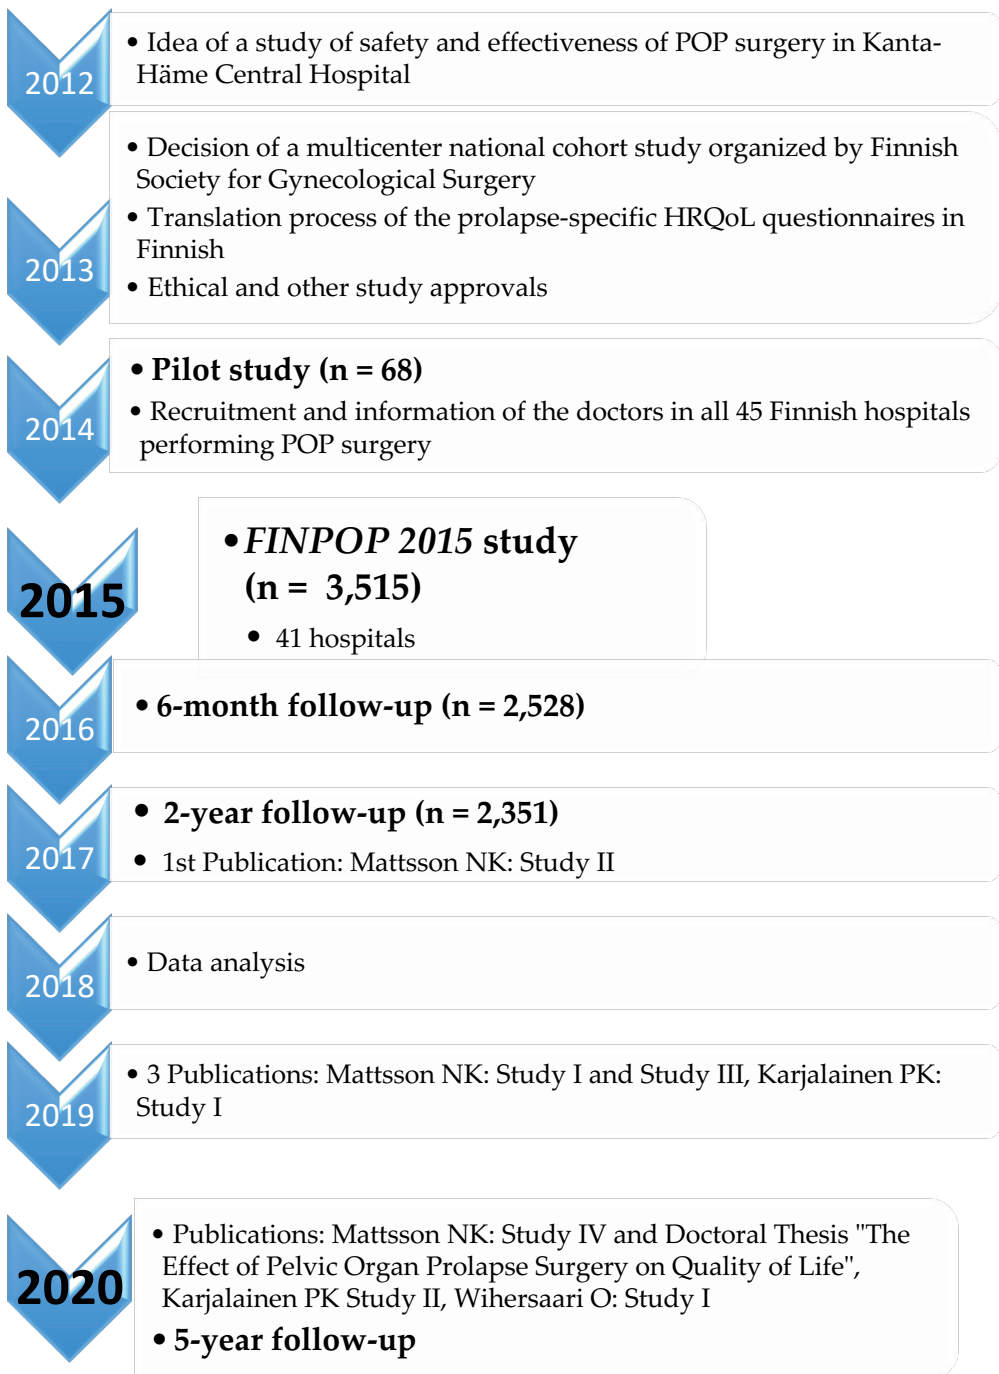 2012
• Idea of a study of safety and effectiveness of POP surgery in Kanta-
Häme Central Hospital
2013
• Decision of a multicenter national cohort study organized by Finnish
Society for Gynecological Surgery
• Translation process of the prolapse-specific HRQoL questionnaires in
Finnish
• Ethical and other study approvals
2014
• Pilot study (n = 68)
• Recruitment and information of the doctors in all 45 Finnish hospitals
performing POP surgery
2015
• FINPOP 2015 study
(n = 3,515)
• 41 hospitals
2016
• 6-month follow-up (n = 2,528)
2017
• 2-year follow-up (n = 2,351)
• 1st Publication: Mattsson NK: Study II
2018
• Data analysis
2019
• 3 Publications: Mattsson NK: Study I and Study III, Karjalainen PK:
Study I
2020
• Publications: Mattsson NK: Study IV and Doctoral Thesis "The
Effect of Pelvic Organ Prolapse Surgery on Quality of Life",
Karjalainen PK Study II, Wihersaari O: Study I
• 5-year follow-up